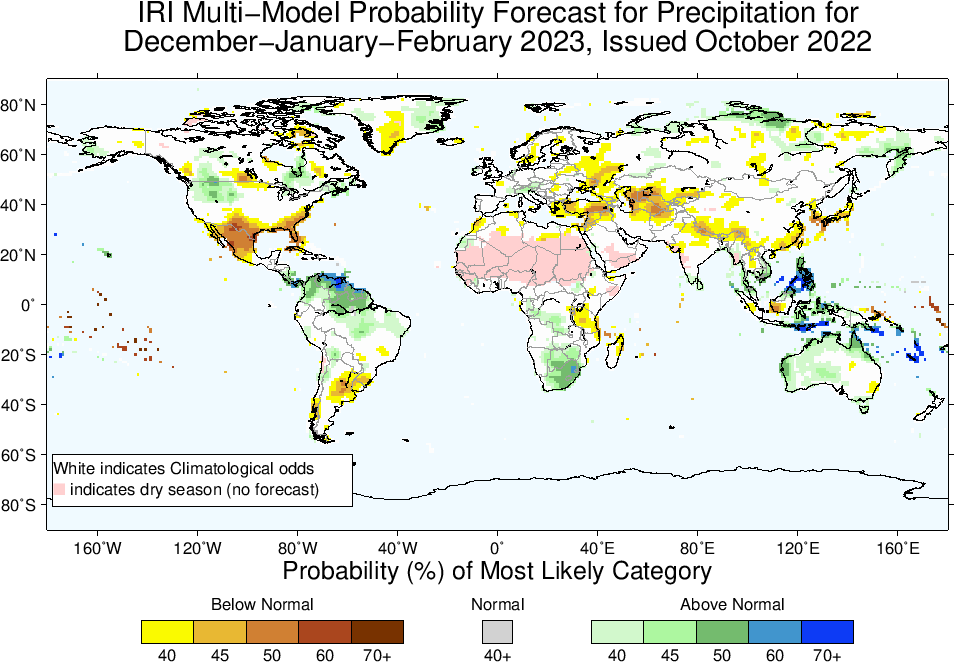 IRI Multi−Model Probability Forecast for Precipitation for
December−January−February 2023, Issued October 2022
80˚N
60˚N
40˚N
20˚N
0˚
20˚S
40˚S
60˚S
80˚S
White indicates Climatological odds
indicates dry season (no forecast)
160˚W 120˚W 80˚W 40˚W 0˚ 40˚E 80˚E 120˚E 160˚E
Probability (%) of Most Likely Category
Below Normal Normal Above Normal
40 45 50 60 70+ 40+ 40 45 50 60 70+